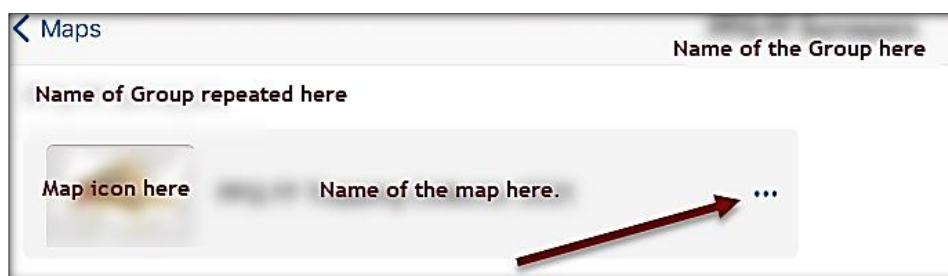 Maps
Name of the Group here
Name of Group repeated here
Map icon here
Name of the map here.